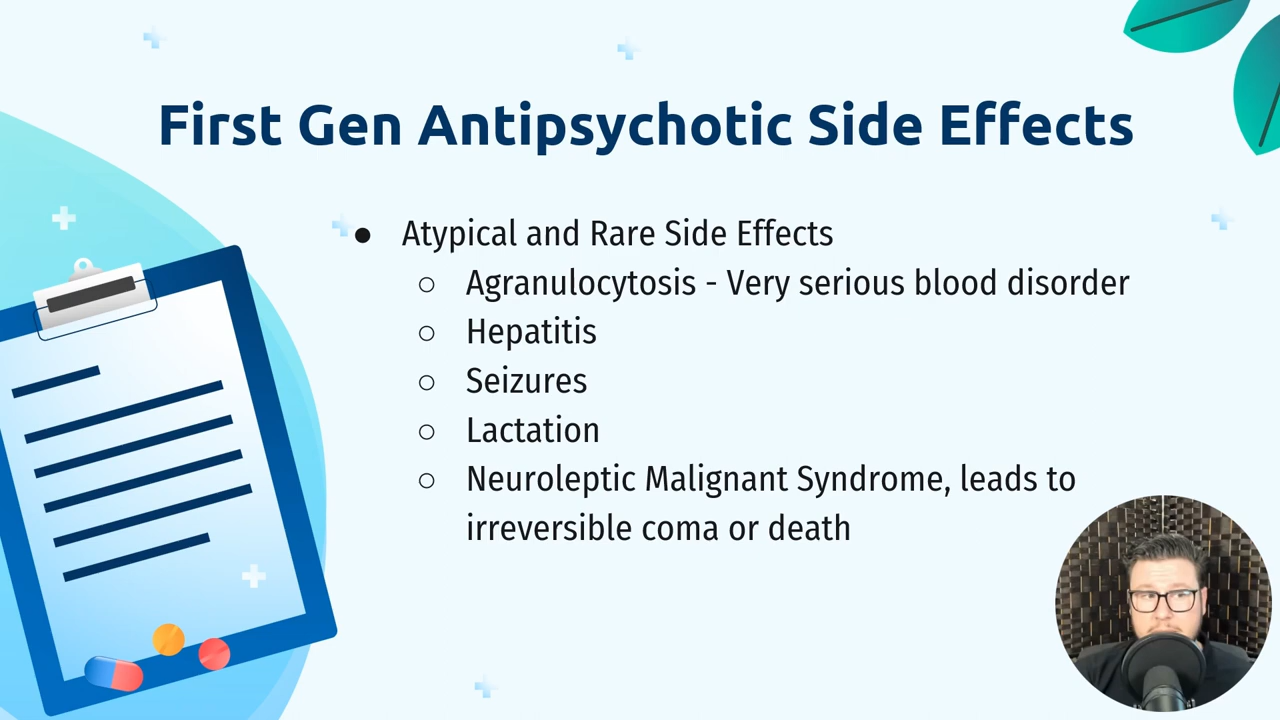 First Gen Antipsychotic Side Effects
● Atypical and Rare Side Effects
○ Agranulocytosis - Very serious blood disorder
○ Hepatitis
○ Seizures
○ Lactation
○ Neuroleptic Malignant Syndrome, leads to
irreversible coma or death